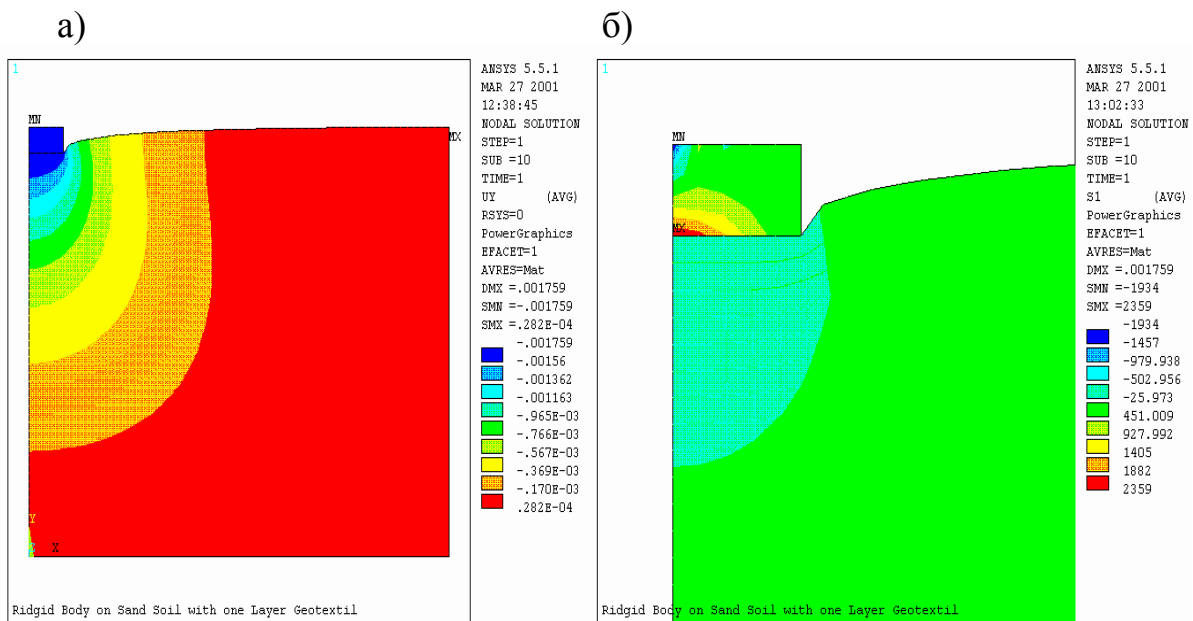 а)
б)
1
ANSYS 5.5.1
MAR 27 2001
12:38:45
NODAL SOLUTION
STEP=1
SUB =10
TIME=1
UY (AVG)
RSYS=0
PowerGraphics
EFACET=1
AVRES=Mat
DMX =.001759
SMN =-.001759
SMX =.282E-04
-.001759
-.00156
-.001362
-.001163
-.965E-03
-.766E-03
-.567E-03
-.369E-03
-.170E-03
.282E-04
MN
MX
Y
Z X
Ridgid Body on Sand Soil with one Layer Geotextil
1
ANSYS 5.5.1
MAR 27 2001
13:02:33
NODAL SOLUTION
STEP=1
SUB =10
TIME=1
S1 (AVG)
PowerGraphics
EFACET=1
AVRES=Mat
DMX =.001759
SMN =-1934
SMX =2359
-1934
-1457
-979.938
-502.956
-25.973
451.009
927.992
1405
1882
2359
MN
MX
Ridgid Body on Sand Soil with one Layer Geotextil